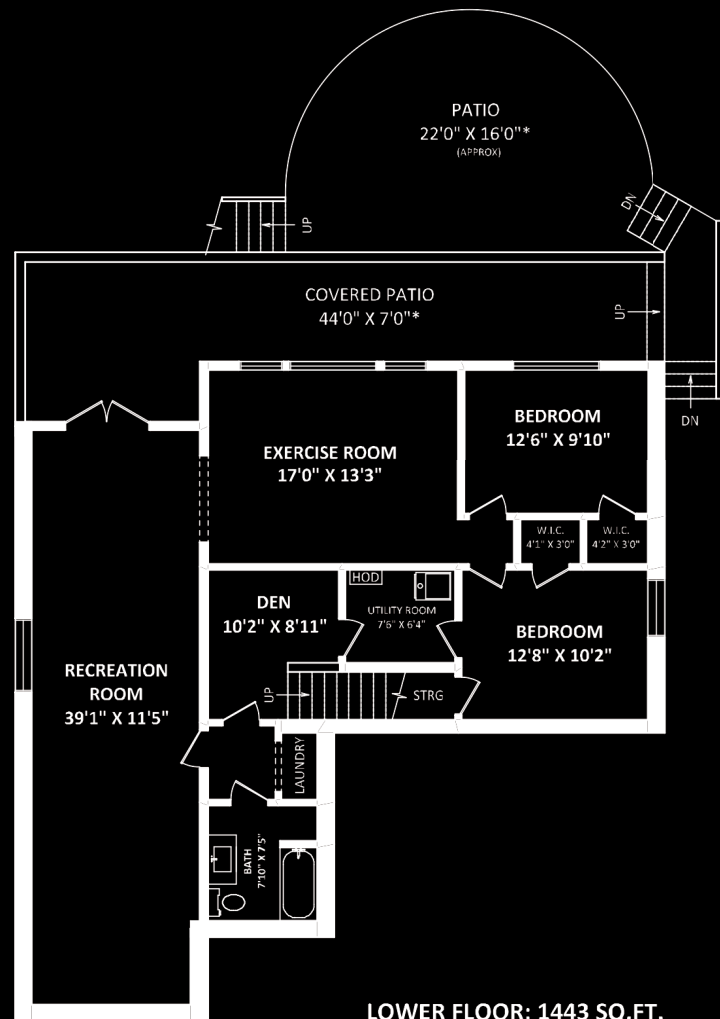 PATIO
22'0" X 16'0"*
(APPROX)
UP
DN
COVERED PATIO
44'0" X 7'0"*
UP
DN
BEDROOM
12'6" X 9'10"
EXERCISE ROOM
17'0" X 13'3"
W.I.C.
4'1" X 3'0"
W.I.C.
4'2" X 3'0"
HOD
DEN
10'2" X 8'11"
UTILITY ROOM
7'6" X 6'4"
BEDROOM
12'8" X 10'2"
RECREATION
ROOM
39'1" X 11'5"
UP
STRG
LAUNDRY
BATH
7'10" X 7'5"
LOWER FLOOR: 1443 SQ.FT.